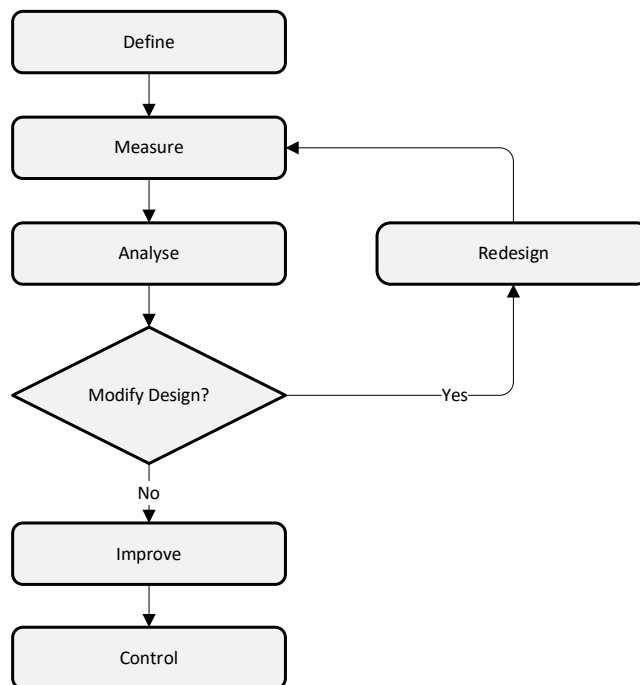 Define
Measure
Analyse
Redesign
Modify Design?
Yes
No
Improve
Control